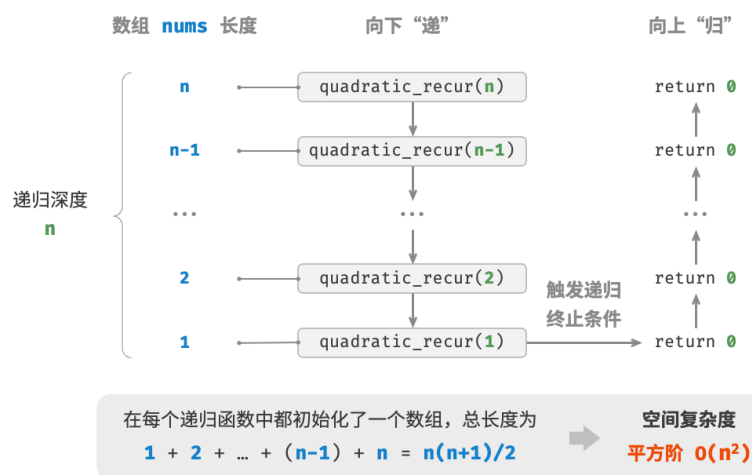 数组 nums 长度 向下“递” 向上“归”
n quadratic_recur(n) return 0
n-1 quadratic_recur(n-1) return 0
递归深度
n
... ... ...
2 quadratic_recur(2) return 0
触发递归
终止条件
1 quadratic_recur(1) return 0
在每个递归函数中都初始化了一个数组，总长度为
1 + 2 + … + (n-1) + n = n(n+1)/2
空间复杂度
平方阶 O(n²)